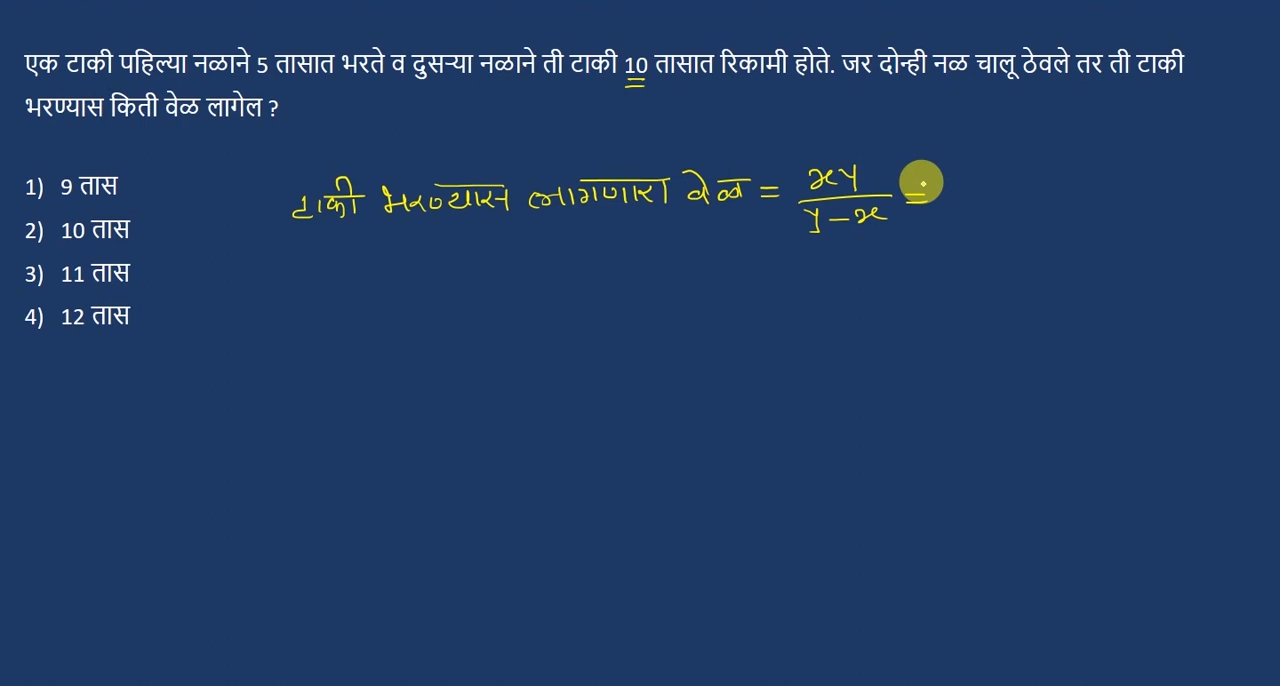 एक टाकी पहिल्या नळाने 5 तासात भरते व दुसऱ्या नळाने ती टाकी 10 तासात रिकामी होते. जर दोन्ही नळ चालू ठेवले तर ती टाकी
भरण्यास किती वेळ लागेल ?
1) 9 तास
2) 10 तास
3) 11 तास
4) 12 तास
टाकी भरण्यास लागणारा वेळ = xy / y-x =